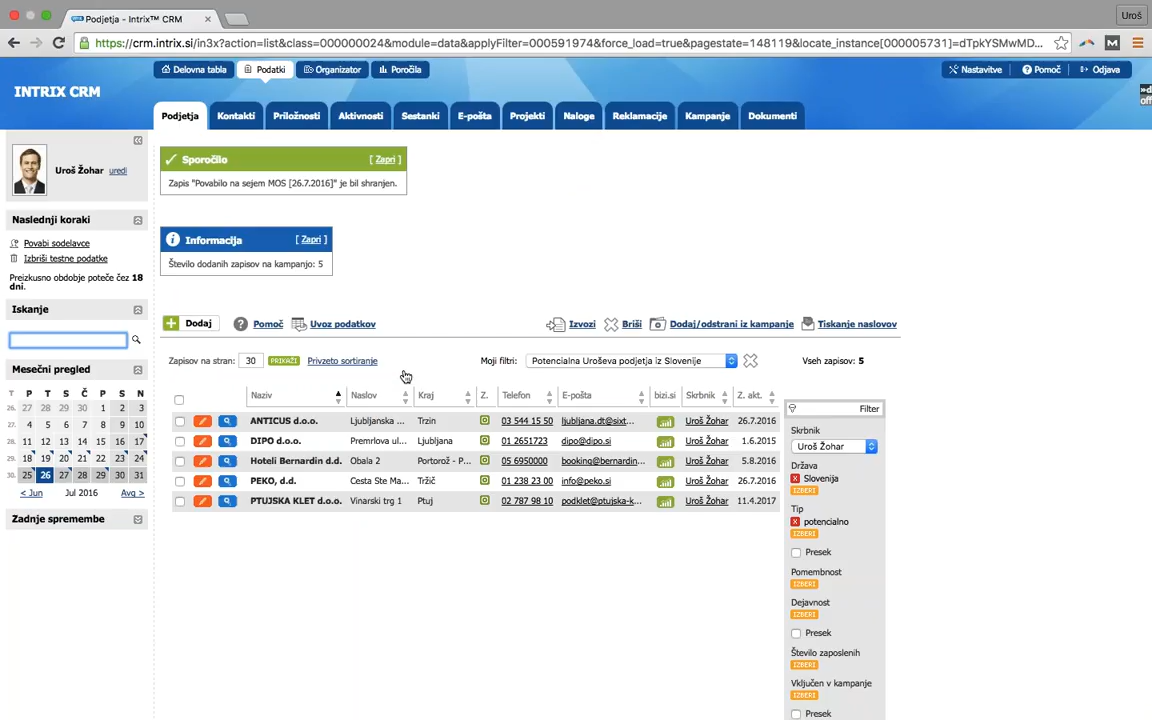 Podjetja - Intrix™ CRM
Uroš
https://crm.intrix.si/in3x?action=list&class=000000024&module=data&applyFilter=000591974&force_load=true&pagestate=148119&locate_instance[000005731]=dTpkYSMwMD...
Delovna tabla Podatki Organizator Poročila Nastavitve Pomoč Odjava
INTRIX CRM
Podjetja Kontakti Priložnosti Aktivnosti Sestanki E-pošta Projekti Naloge Reklamacije Kampanje Dokumenti
Uroš Žohar uredi
Naslednji koraki
Povabi sodelavce
Izbriši testne podatke
Preizkusno obdobje poteče čez 18
dni.
Iskanje
Mesečni pregled
T P T S Č P S N
26. 27 28 29 30 1 2 3
27. 4 5 6 7 8 9 10
28. 11 12 13 14 15 16 17
29. 18 19 20 21 22 23 24
30. 25 26 27 28 29 30 31
< Jun Jul 2016 Avg >
Zadnje spremembe
Sporočilo [ Zapri ]
Zapis "Povabilo na sejem MOS [26.7.2016]" je bil shranjen.
Informacija [ Zapri ]
Število dodanih zapisov na kampanjo: 5
Dodaj Pomoč Uvoz podatkov Izvozi Briši Dodaj/odstrani iz kampanje Tiskanje naslovov
Zapisov na stran: 30 PRIKAŽI Privzeto sortiranje Moji filtri: Potencialna Uroševa podjetja iz Slovenije Vseh zapisov: 5
Naziv Naslov Kraj Z. Telefon E-pošta bizi.si Skrbnik Z. akt.
ANTICUS d.o.o. Ljubljanska ... Trzin 03 544 15 50 ljubljana.dt@sixt... Uroš Žohar 26.7.2016
DIPO d.o.o. Premrlova ul... Ljubljana 01 2651723 dipo@dipo.si Uroš Žohar 1.6.2015
Hoteli Bernardin d.d. Obala 2 Portorož - P... 05 6950000 booking@bernardin... Uroš Žohar 5.8.2016
PEKO, d.d. Cesta Ste Ma... Tržič 01 238 23 00 info@peko.si Uroš Žohar 26.7.2016
PTUJSKA KLET d.o.o. Vinarski trg 1 Ptuj 02 787 98 10 podklet@ptujska-k... Uroš Žohar 11.4.2017
Filter
Skrbnik
Uroš Žohar
Država
Slovenija
IZBERI
Tip
potencialno
IZBERI
Presek
Pomembnost
IZBERI
Dejavnost
IZBERI
Presek
Število zaposlenih
IZBERI
Vključen v kampanje
IZBERI
Presek